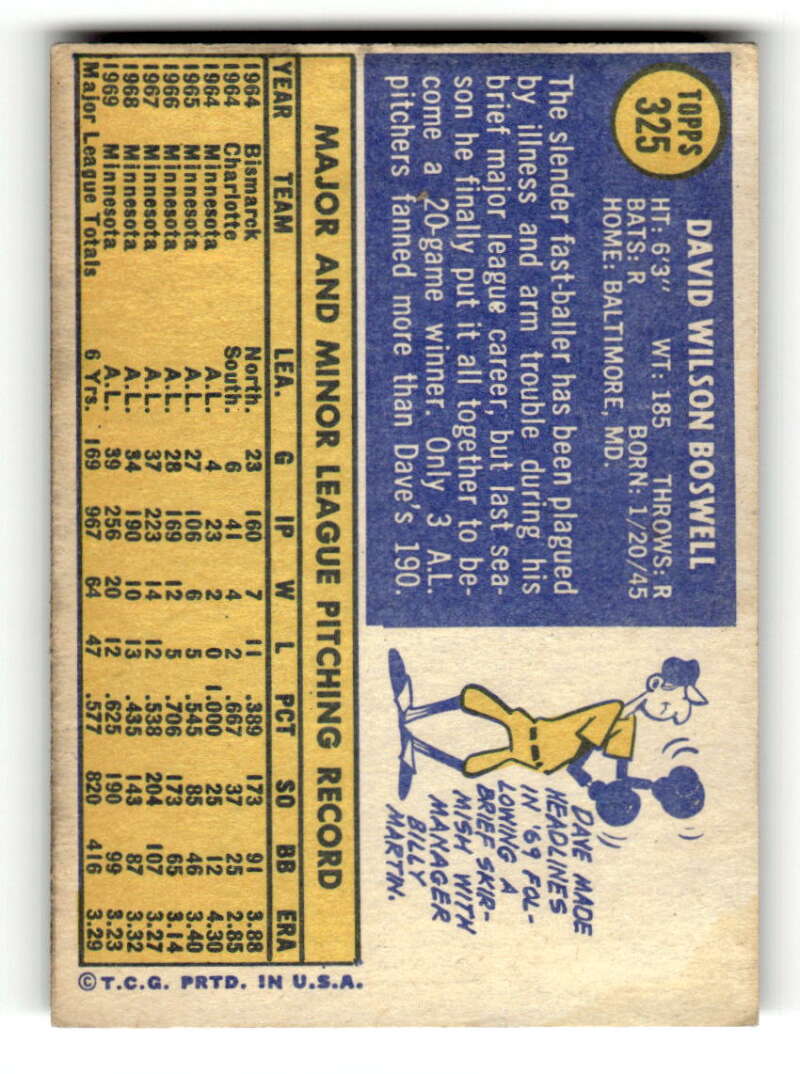 TOPPS
325
DAVID WILSON BOSWELL
HT: 6'3" WT: 185 THROWS: R
BATS: R BORN: 1/20/45
HOME: BALTIMORE, MD.
The slender fast-baller has been plagued
by illness and arm trouble during his
brief major league career, but last sea-
son he finally put it all together to be-
come a 20-game winner. Only 3 A.L.
pitchers fanned more than Dave's 190.
DAVE MADE
HEADLINES
IN '69 FOL-
LOWING A
BRIEF SKIR-
MISH WITH
MANAGER
BILLY
MARTIN.
MAJOR AND MINOR LEAGUE PITCHING RECORD
YEAR TEAM LEA. G IP W L PCT SO BB ERA
1964 Bismarck North. 23 160 7 11 .389 173 91 3.88
1964 Charlotte South. 6 41 4 2 .667 37 25 2.85
1964 Minnesota A.L. 4 23 2 0 1.000 25 12 4.30
1965 Minnesota A.L. 27 106 6 5 .545 85 46 3.40
1966 Minnesota A.L. 28 169 12 5 .706 173 65 3.14
1967 Minnesota A.L. 37 223 14 12 .538 204 107 3.27
1968 Minnesota A.L. 34 190 10 13 .435 143 87 3.32
1969 Minnesota A.L. 39 256 20 12 .625 190 99 3.23
Major League Totals 6 Yrs. 169 967 64 47 .577 820 416 3.29
© T.C.G. PRTD. IN U.S.A.